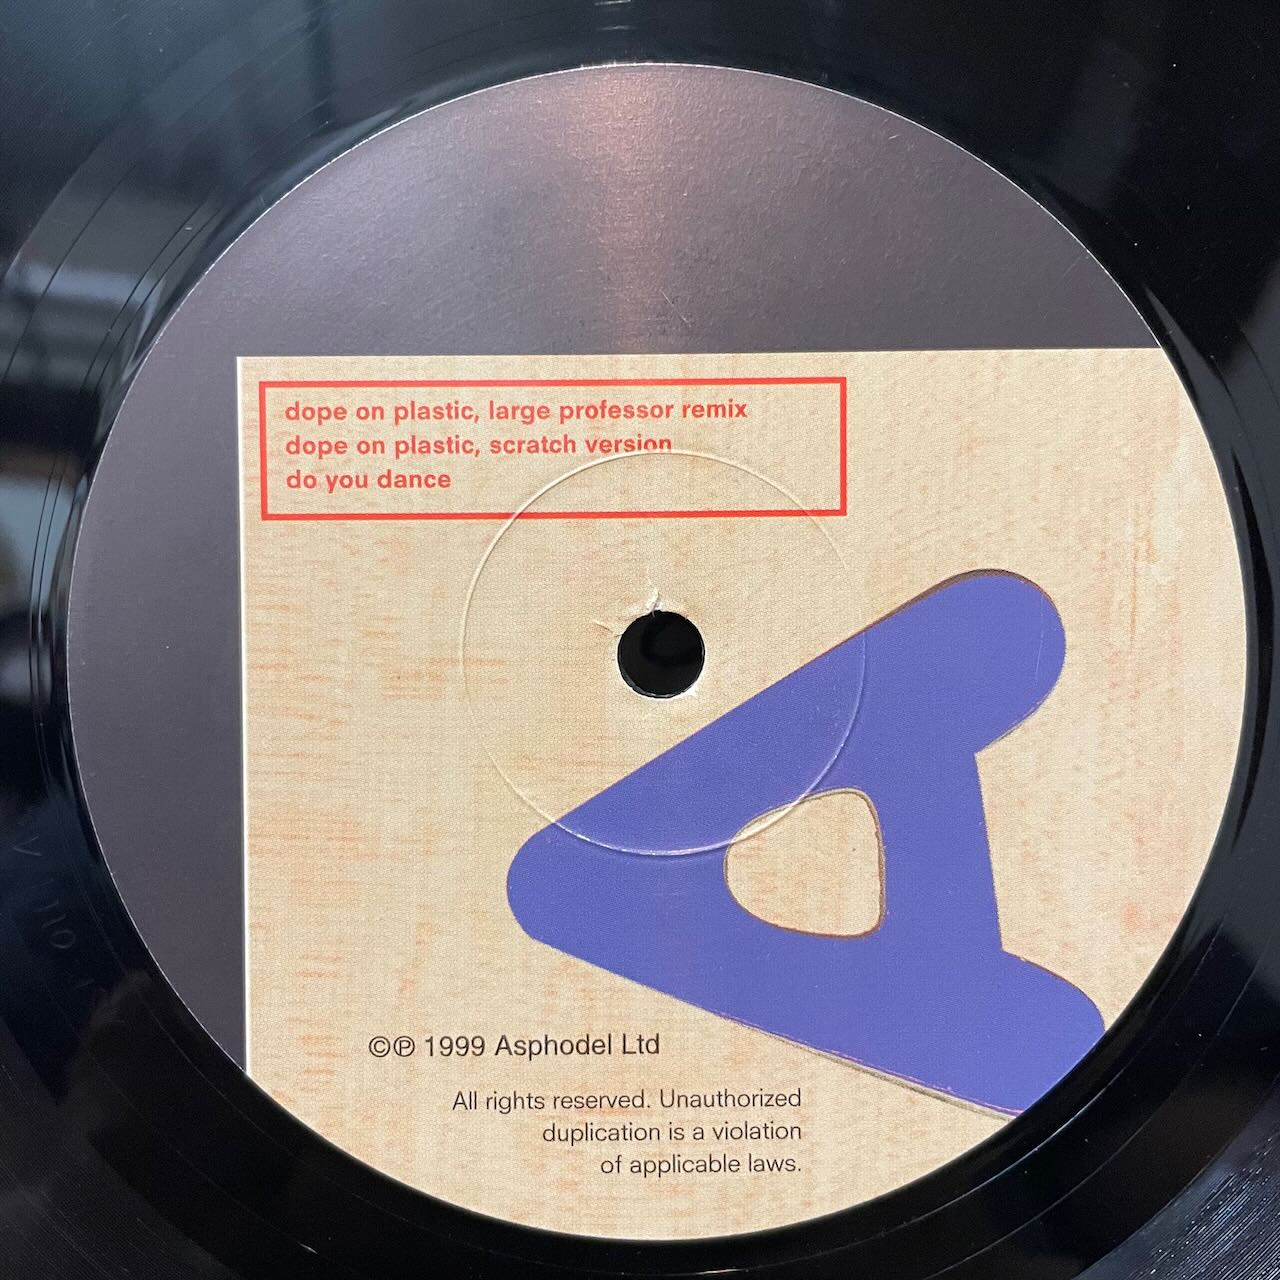 dope on plastic, large professor remix
dope on plastic, scratch version
do you dance
©℗ 1999 Asphodel Ltd
All rights reserved. Unauthorized
duplication is a violation
of applicable laws.